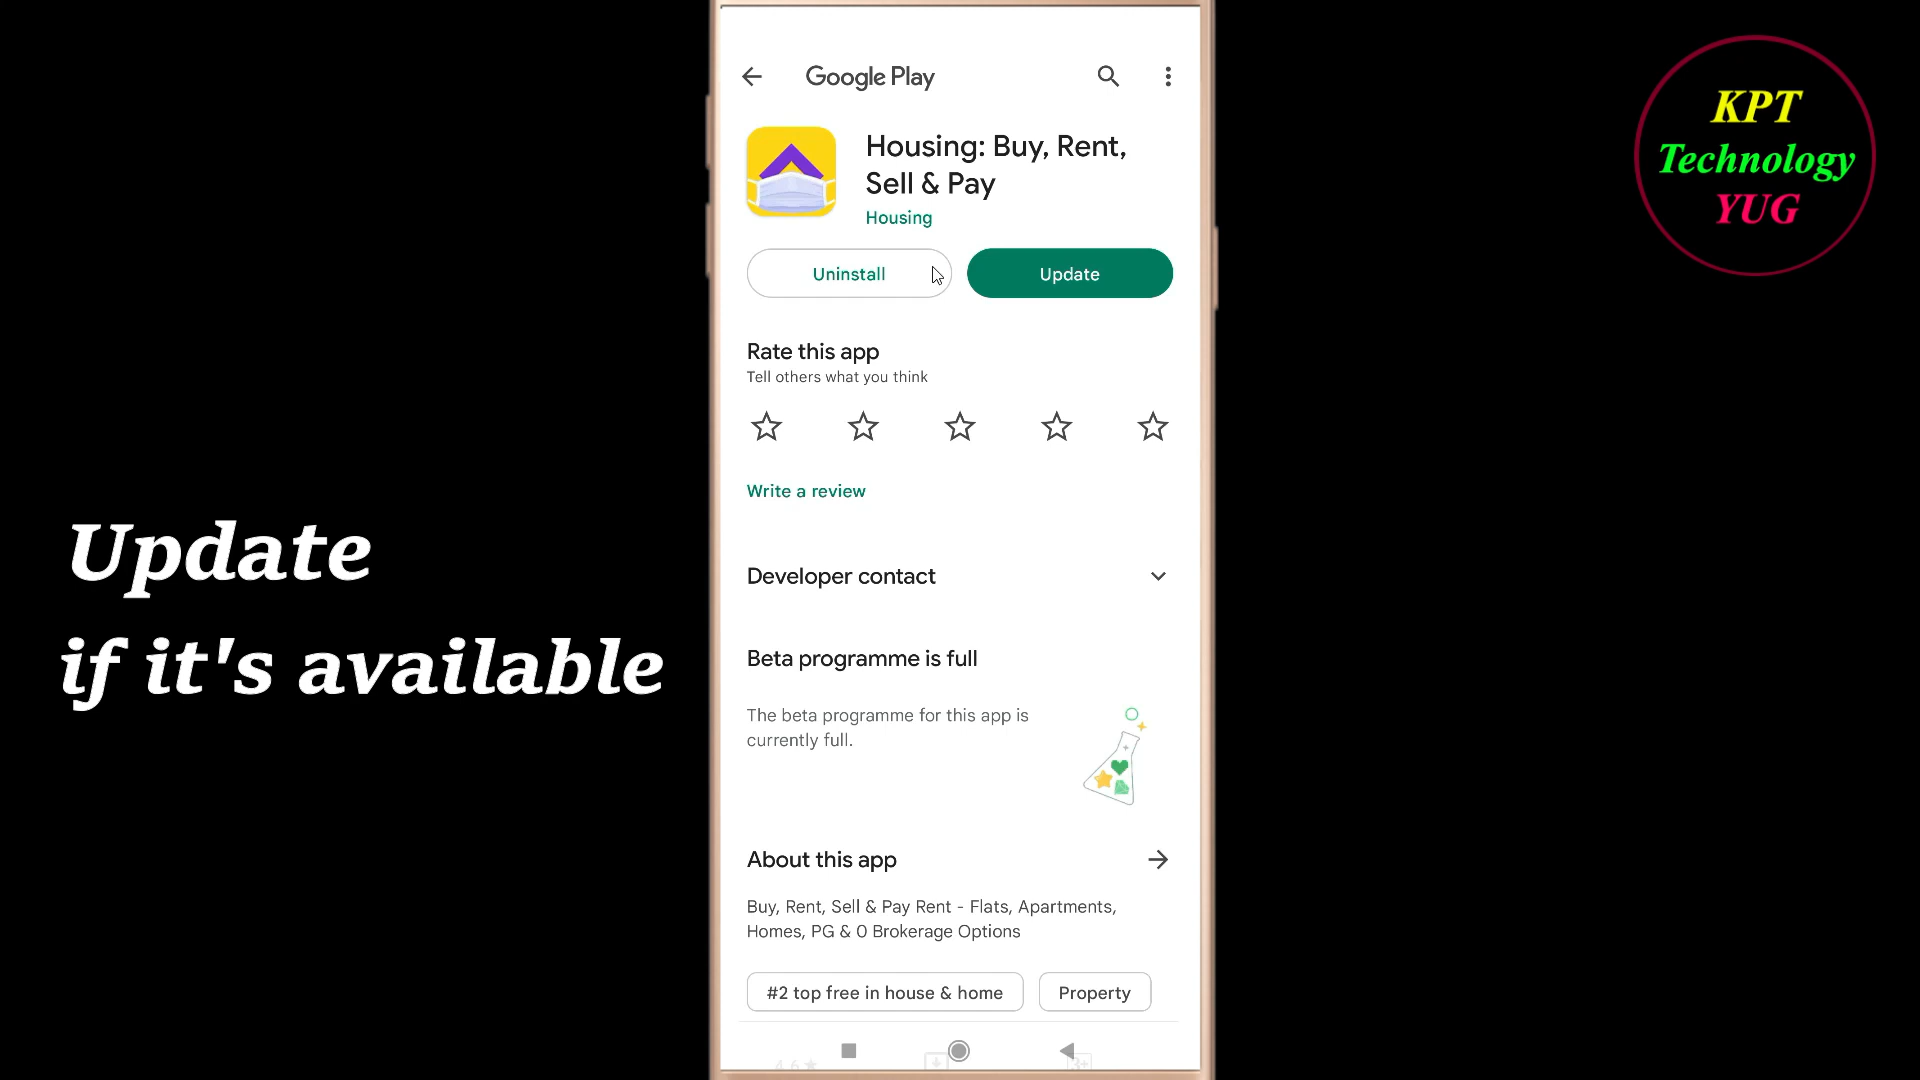 Google Play
Housing: Buy, Rent,
Sell & Pay
Housing
Uninstall
Update
Rate this app
Tell others what you think
Write a review
Developer contact
Beta programme is full
The beta programme for this app is
currently full.
About this app
Buy, Rent, Sell & Pay Rent - Flats, Apartments,
Homes, PG & 0 Brokerage Options
#2 top free in house & home
Property
4.6★
3+
Update
if it's available
KPT
Technology
YUG